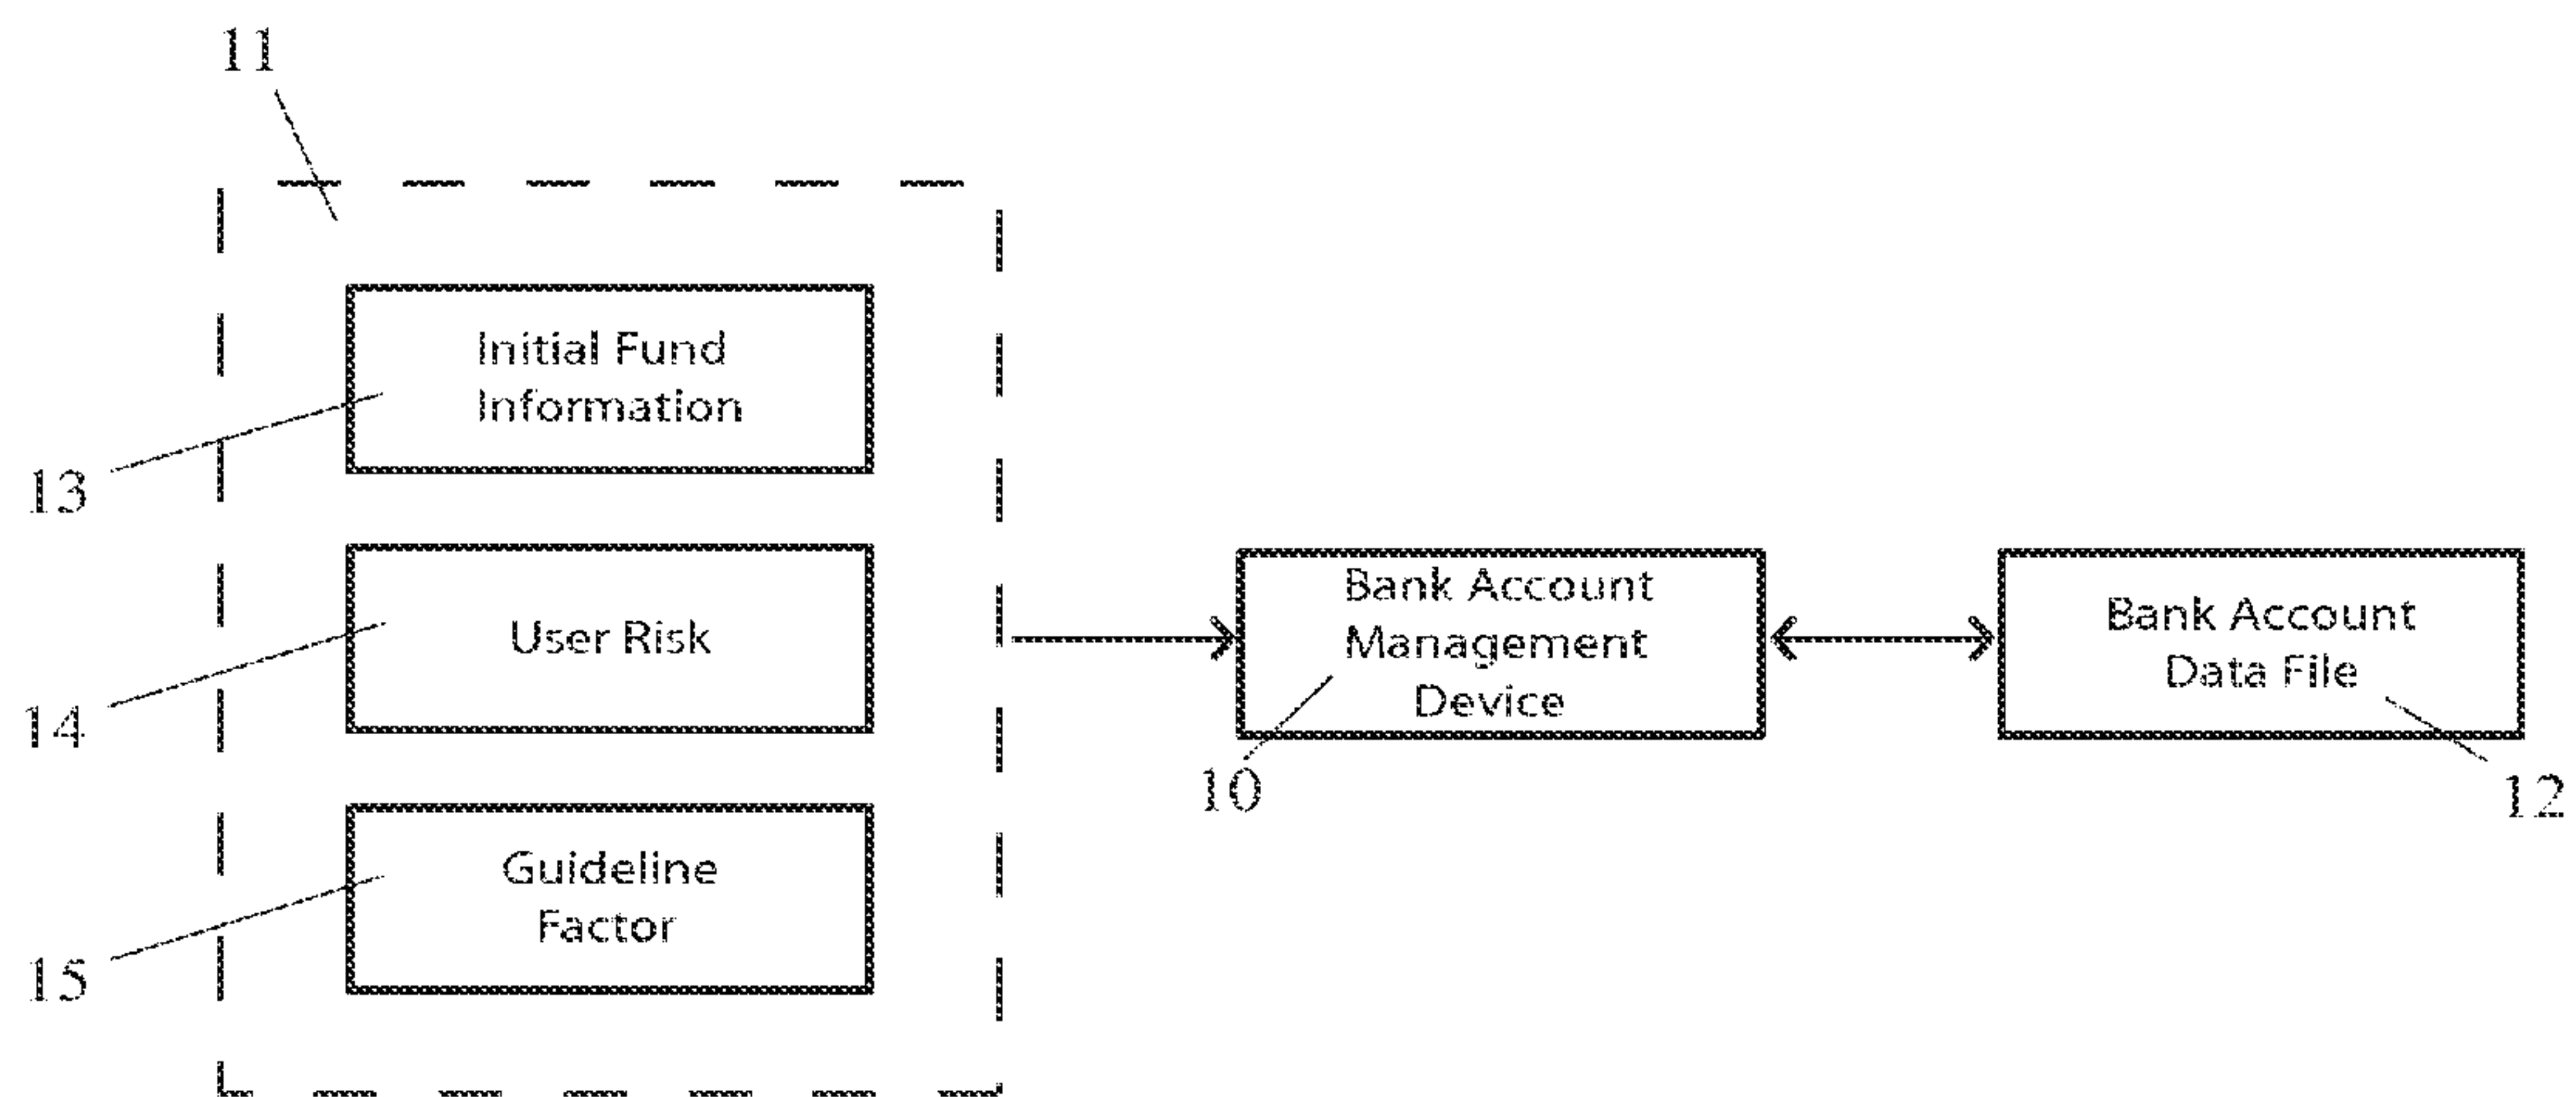 11
Initial Fund
Information
13
User Risk
14
Guideline
Factor
15
Bank Account
Management
Device
10
Bank Account
Data File
12